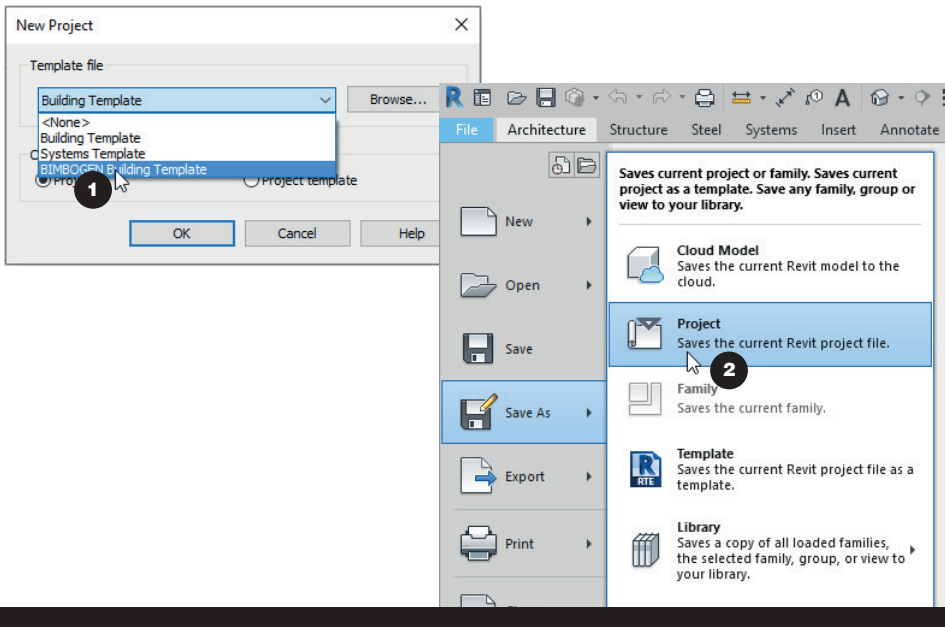 New Project
Template file
Building Template
Browse...
<None>
Building Template
Systems Template
BIMBOGEN Building Template
Project template
1
OK
Cancel
Help
R
A
File
Architecture
Structure
Steel
Systems
Insert
Annotate
New
Open
Save
Save As
Export
Print
Saves current project or family. Saves current
project as a template. Save any family, group or
view to your library.
Cloud Model
Saves the current Revit model to the
cloud.
Project
Saves the current Revit project file.
2
Family
Saves the current family.
R
RTE
Template
Saves the current Revit project file as a
template.
Library
Saves a copy of all loaded families,
the selected family, group, or view to
your library.